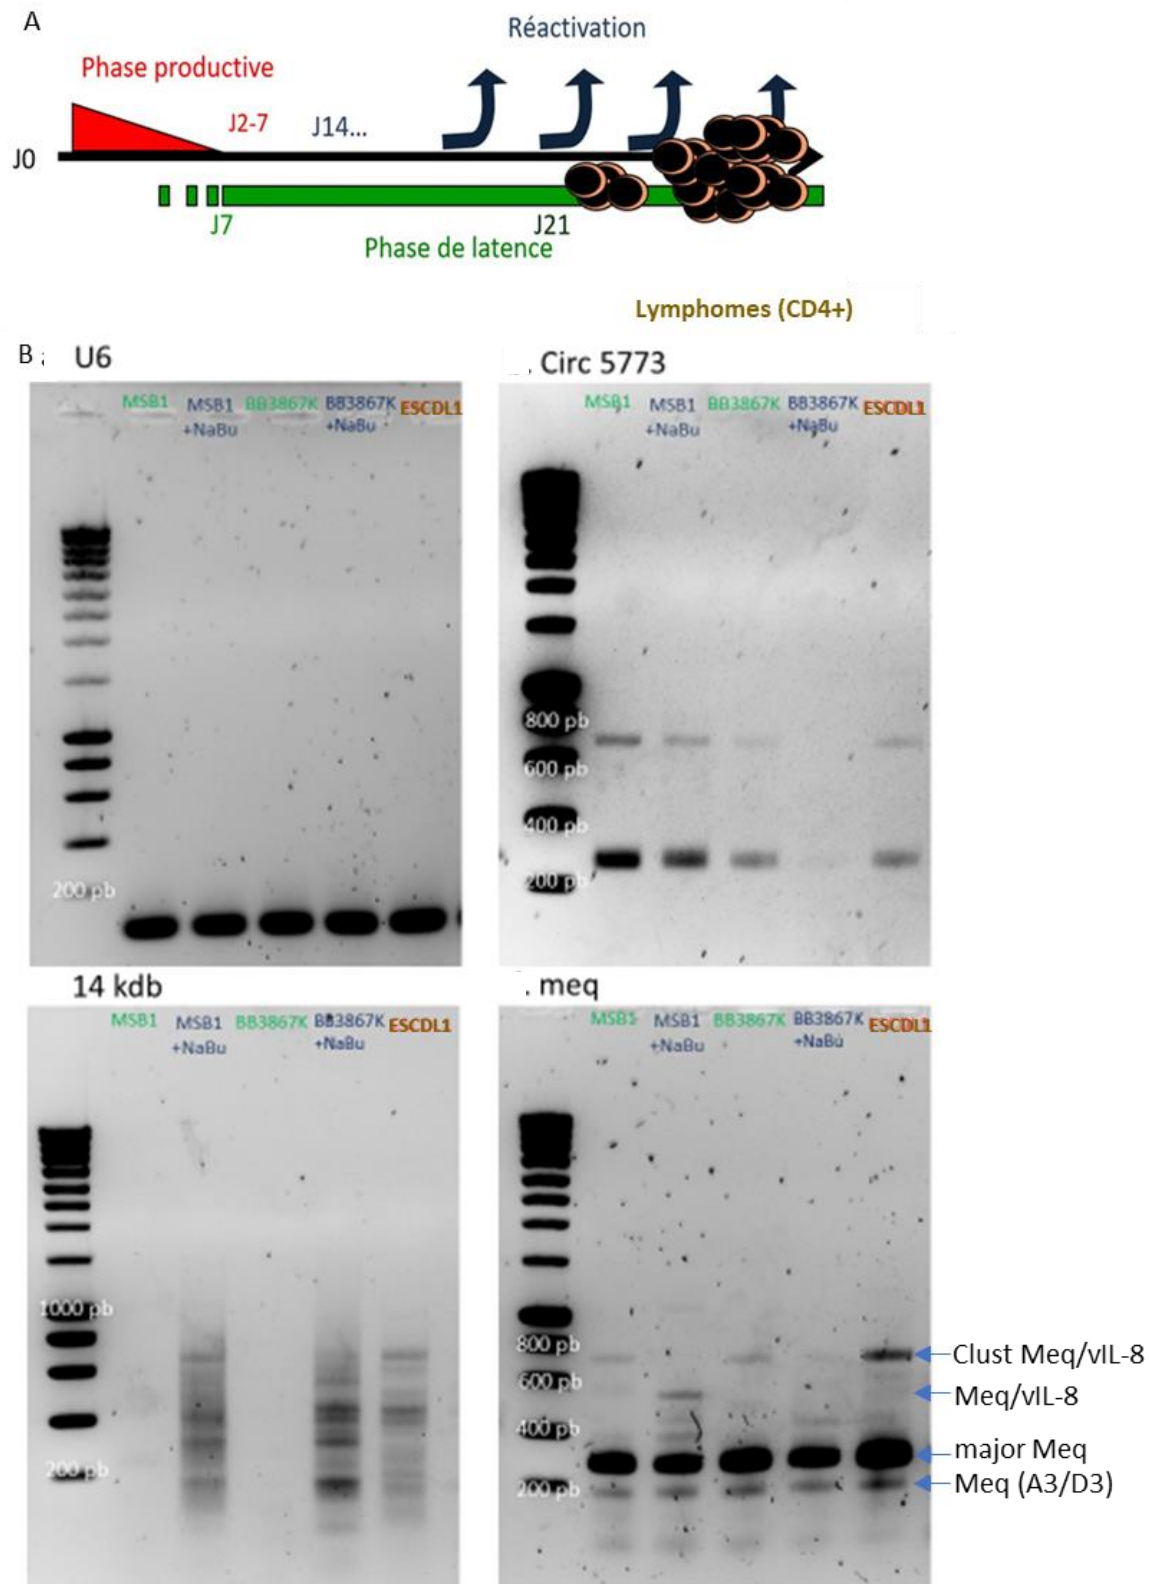 A
Réactivation
Phase productive
J2-7
J14...
J0
J7
J21
Phase de latence
Lymphomes (CD4+)
B
U6
MSB1
MSB1
+NaBu
BB3867K
BB3867K
+NaBu
ESCDL1
200 pb
Circ 5773
MSB1
MSB1
+NaBu
BB3867K
BB3867K
+NaBu
ESCDL1
800 pb
600 pb
400 pb
200 pb
14 kdb
MSB1
MSB1
+NaBu
BB3867K
BB3867K
+NaBu
ESCDL1
1000 pb
200 pb
meq
MSB1
MSB1
+NaBu
BB3867K
BB3867K
+NaBu
ESCDL1
800 pb
600 pb
400 pb
200 pb
Clust Meq/vIL-8
Meq/vIL-8
major Meq
Meq (A3/D3)